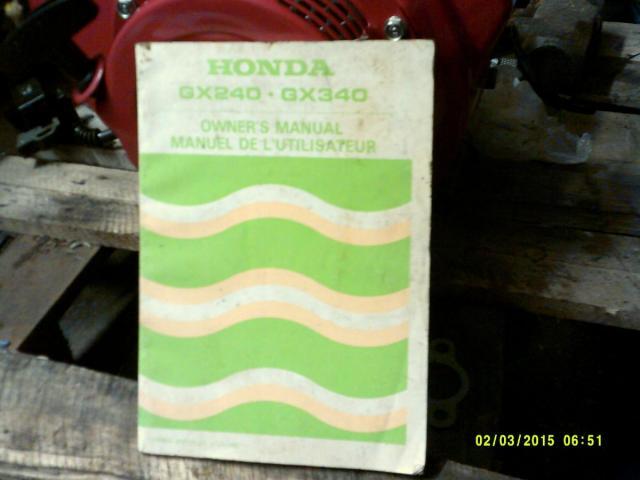 HONDA
GX240 · GX340
OWNER'S MANUAL
MANUEL DE L'UTILISATEUR
02/03/2015 06:51